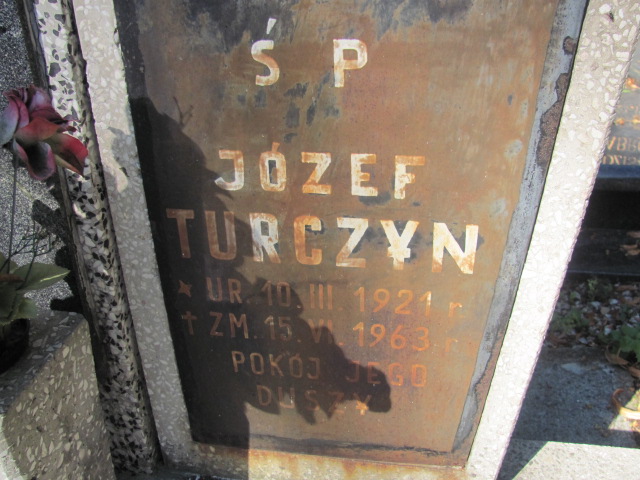 Ś P
JÓZEF
TURCZYN
* UR. 10. III 1921 r.
† ZM. 15. VI. 1963. r.
POKÓJ JEGO
DUSZY